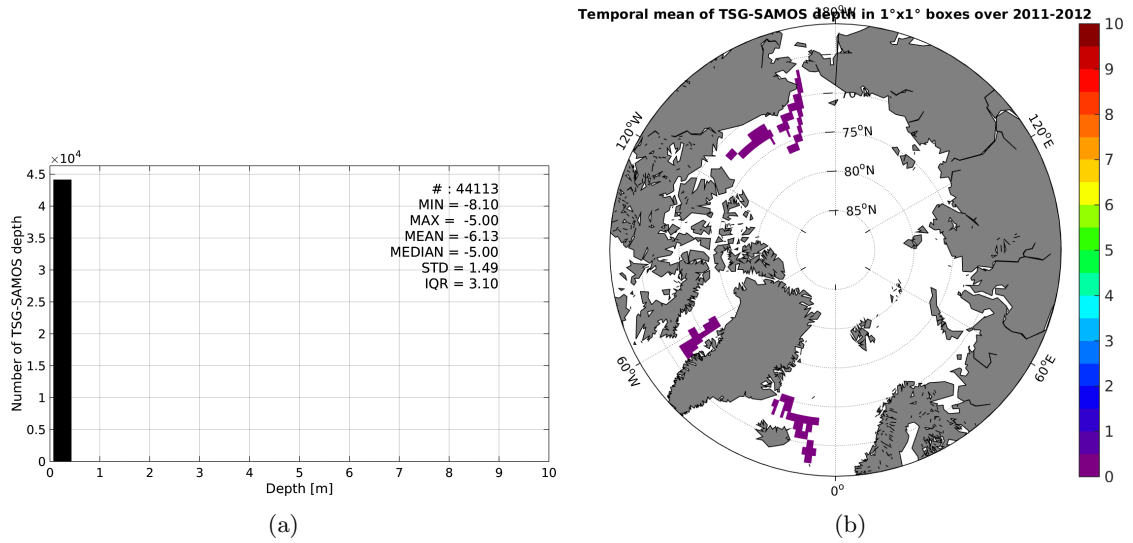 ×10⁴
4.5
4
3.5
3
2.5
2
1.5
1
0.5
0
0 1 2 3 4 5 6 7 8 9 10
Number of TSG-SAMOS depth
Depth [m]
# : 44113
MIN = -8.10
MAX = -5.00
MEAN = -6.13
MEDIAN = -5.00
STD = 1.49
IQR = 3.10
(a)
Temporal mean of TSG-SAMOS depth in 1°x1° boxes over 2011-2012
180°W
120°W
120°E
60°W
60°E
0°
70
75°N
80°N
85°N
10
9
8
7
6
5
4
3
2
1
0
(b)